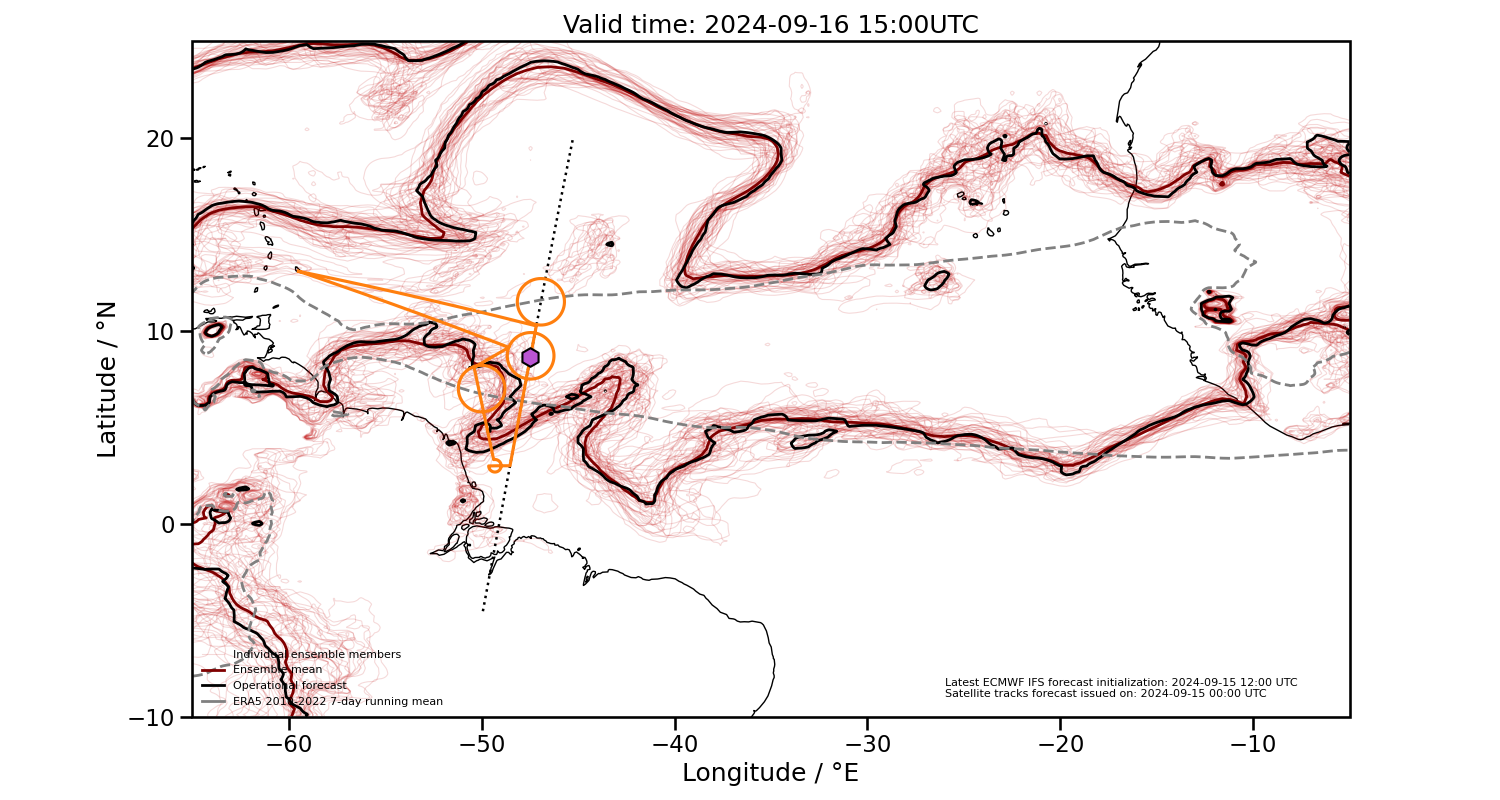 Valid time: 2024-09-16 15:00UTC
20
10
0
−10
Latitude / °N
Individual ensemble members
Ensemble mean
Operational forecast
ERA5 2018-2022 7-day running mean
Latest ECMWF IFS forecast initialization: 2024-09-15 12:00 UTC
Satellite tracks forecast issued on: 2024-09-15 00:00 UTC
−60
−50
−40
−30
−20
−10
Longitude / °E